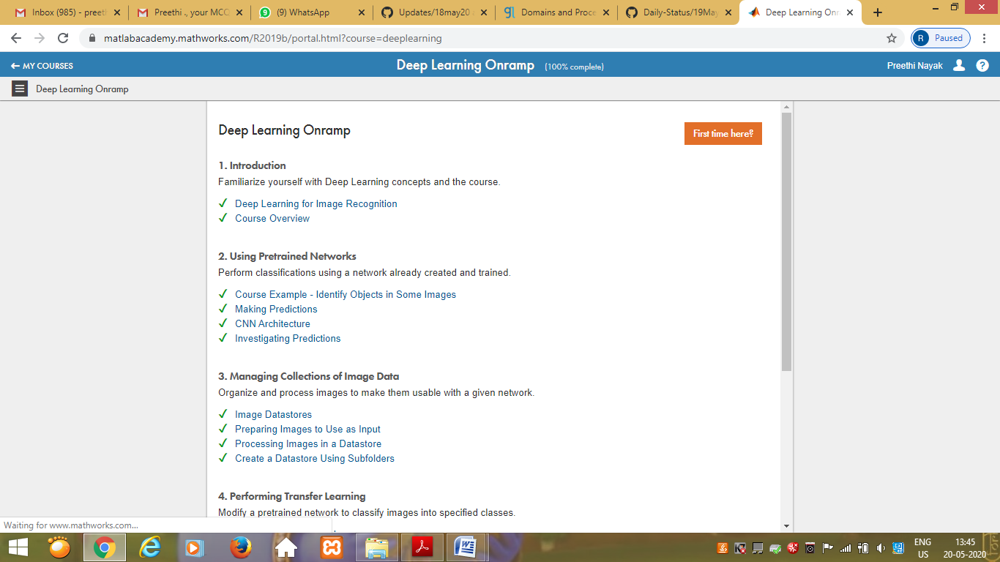 Inbox (985) - preeth
Preethi ., your MCQ
(9) WhatsApp
Updates/18may20 a
Domains and Proce
Daily-Status/19May
Deep Learning Onr
matlabacademy.mathworks.com/R2019b/portal.html?course=deeplearning
R Paused
MY COURSES
Deep Learning Onramp (100% complete)
Preethi Nayak
Deep Learning Onramp
Deep Learning Onramp
First time here?
1. Introduction
Familiarize yourself with Deep Learning concepts and the course.
Deep Learning for Image Recognition
Course Overview
2. Using Pretrained Networks
Perform classifications using a network already created and trained.
Course Example - Identify Objects in Some Images
Making Predictions
CNN Architecture
Investigating Predictions
3. Managing Collections of Image Data
Organize and process images to make them usable with a given network.
Image Datastores
Preparing Images to Use as Input
Processing Images in a Datastore
Create a Datastore Using Subfolders
4. Performing Transfer Learning
Modify a pretrained network to classify images into specified classes.
Waiting for www.mathworks.com...
ENG
US
13:45
20-05-2020